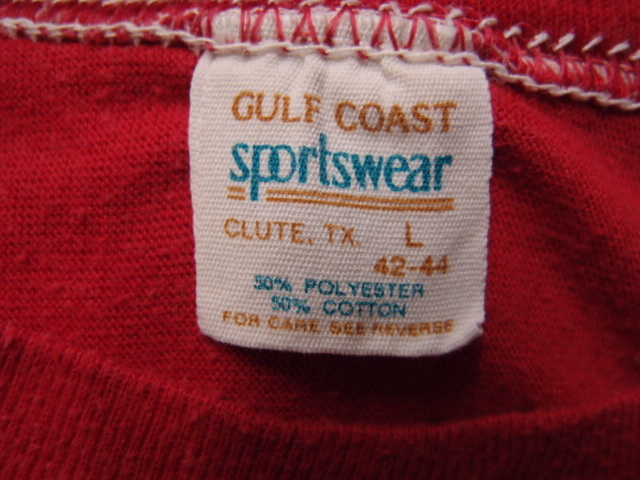 GULF COAST
sportswear
CLUTE, TX. L
42-44
50% POLYESTER
50% COTTON
FOR CARE SEE REVERSE